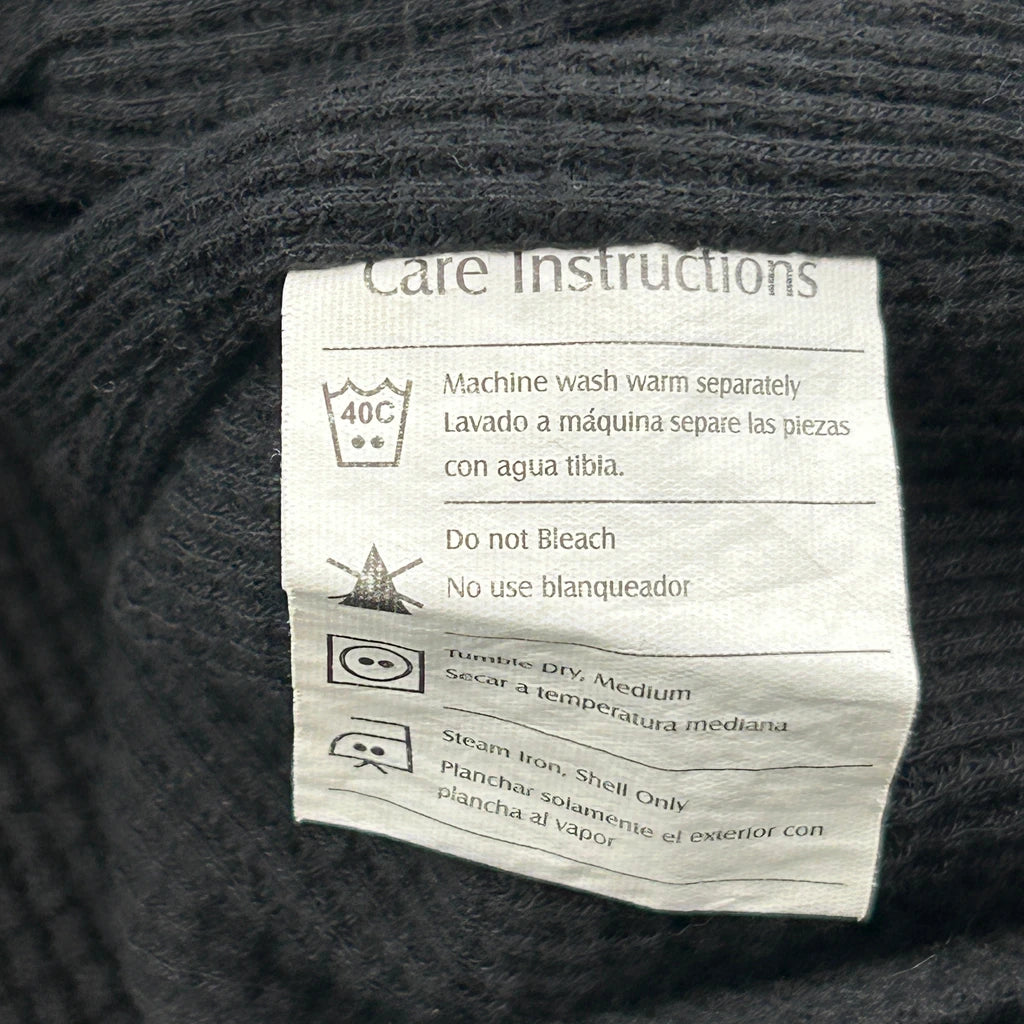 Care Instructions
40C
Machine wash warm separately
Lavado a máquina separe las piezas
con agua tibia.
Do not Bleach
No use blanqueador
Tumble Dry, Medium
Secar a temperatura mediana
Steam Iron, Shell Only
Planchar solamente el exterior con
plancha al vapor